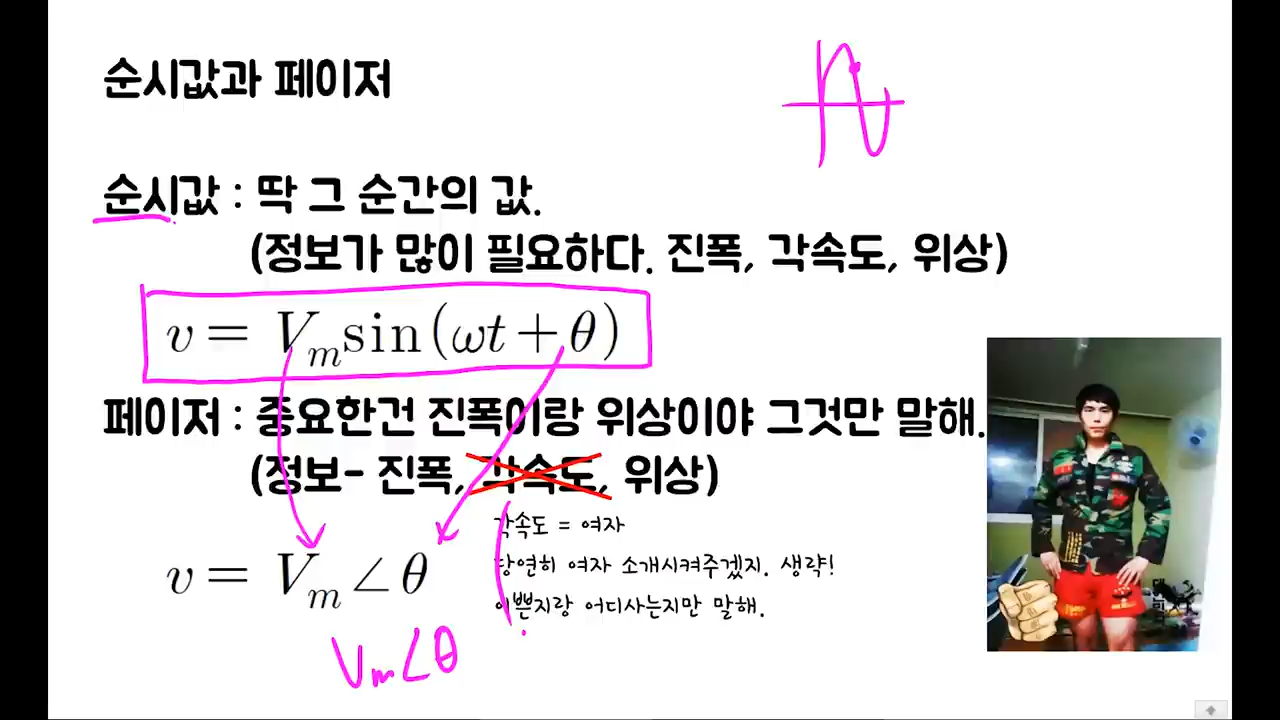 순시값과 페이저
순시값 : 딱 그 순간의 값.
(정보가 많이 필요하다. 진폭, 각속도, 위상)
v = Vₘ sin(ωt + θ)
페이저 : 중요한건 진폭이랑 위상이야 그것만 말해.
(정보- 진폭, 각속도, 위상)
각속도 = 여자
v = Vₘ ∠ θ
당연히 여자 소개시켜주겠지. 생략!
이쁜지랑 어디사는지만 말해.
Vₘ∠θ